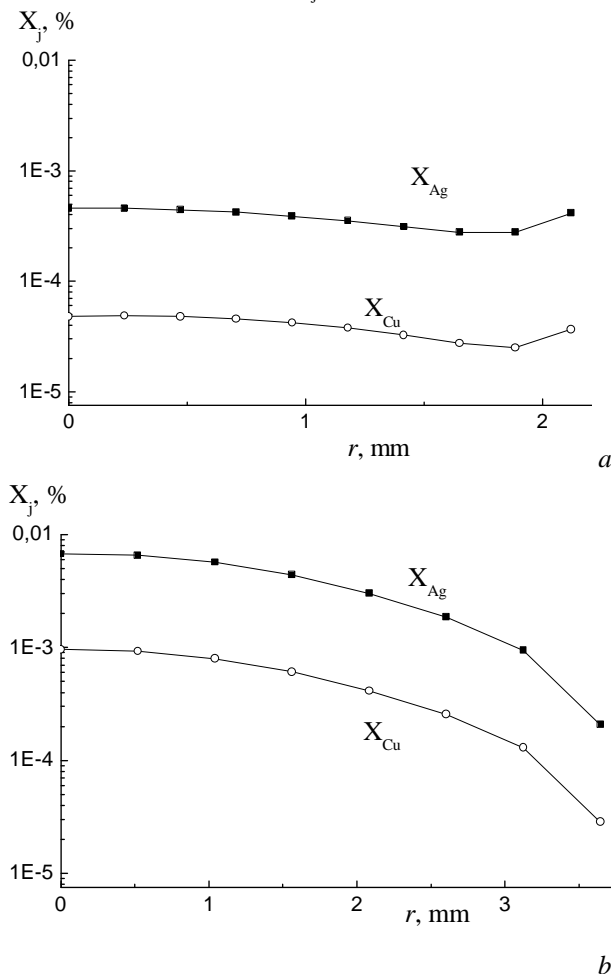 j
X_j, %
0,01
1E-3
X_Ag
1E-4
X_Cu
1E-5
0 1 2
r, mm
a
X_j, %
0,01
X_Ag
1E-3
X_Cu
1E-4
1E-5
0 1 2 3
r, mm
b